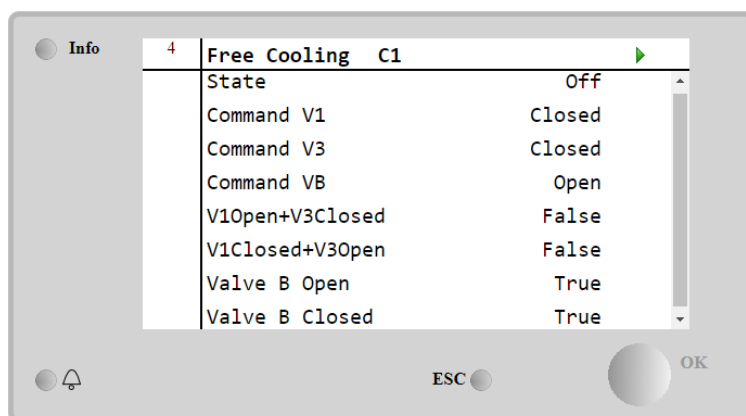 Info
4
Free Cooling C1
State Off
Command V1 Closed
Command V3 Closed
Command VB Open
V1Open+V3Closed False
V1Closed+V3Open False
Valve B Open True
Valve B Closed True
ESC
OK